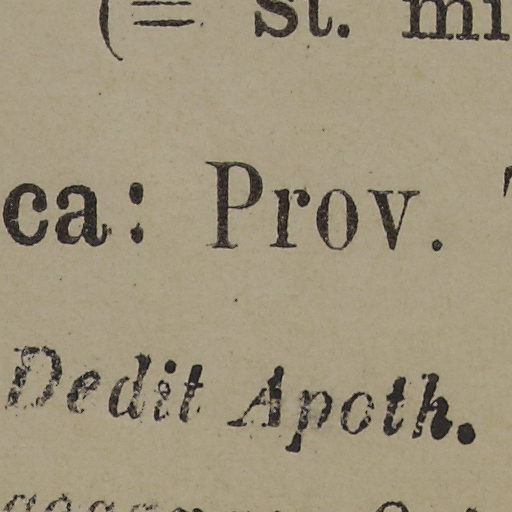 (= st. mi
ca: Prov.
Dedit Apoth.